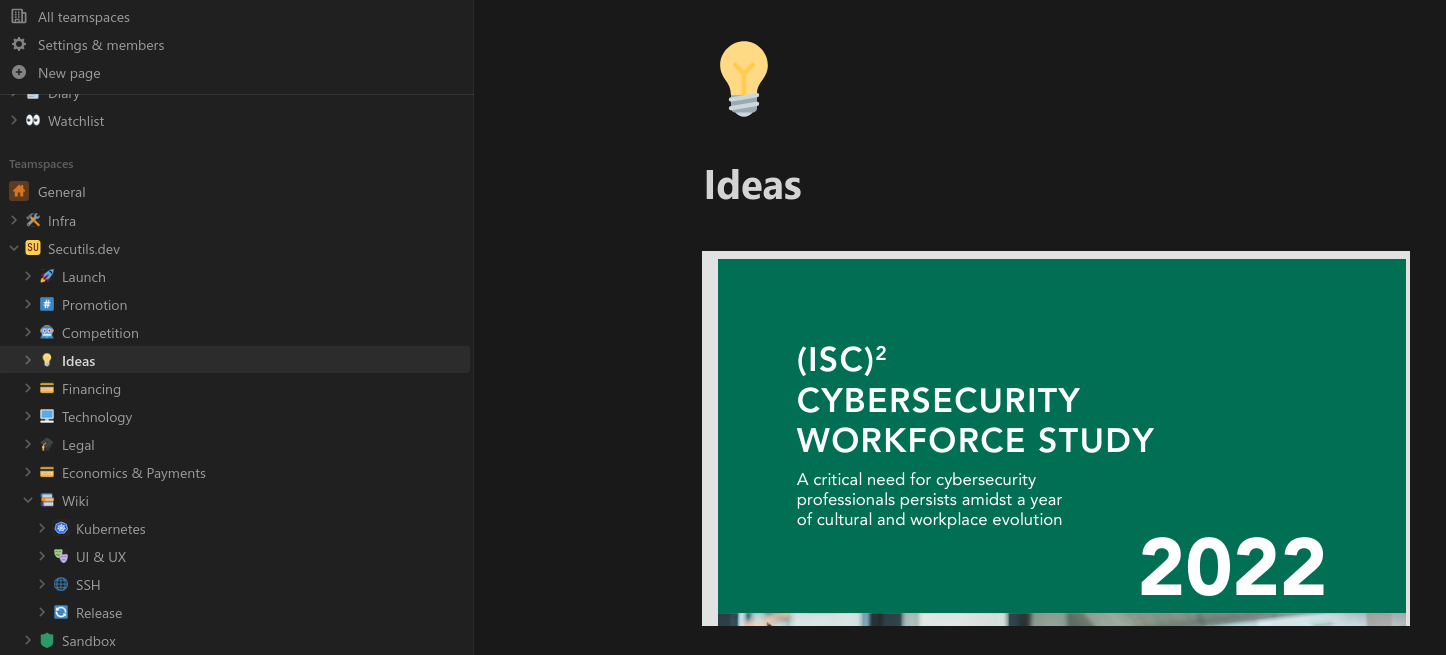 All teamspaces
Settings & members
New page
Diary
Watchlist
Teamspaces
General
Infra
SU Secutils.dev
Launch
# Promotion
Competition
Ideas
Financing
Technology
Legal
Economics & Payments
Wiki
Kubernetes
UI & UX
SSH
Release
Sandbox
Ideas
(ISC)²
CYBERSECURITY
WORKFORCE STUDY
A critical need for cybersecurity
professionals persists amidst a year
of cultural and workplace evolution
2022